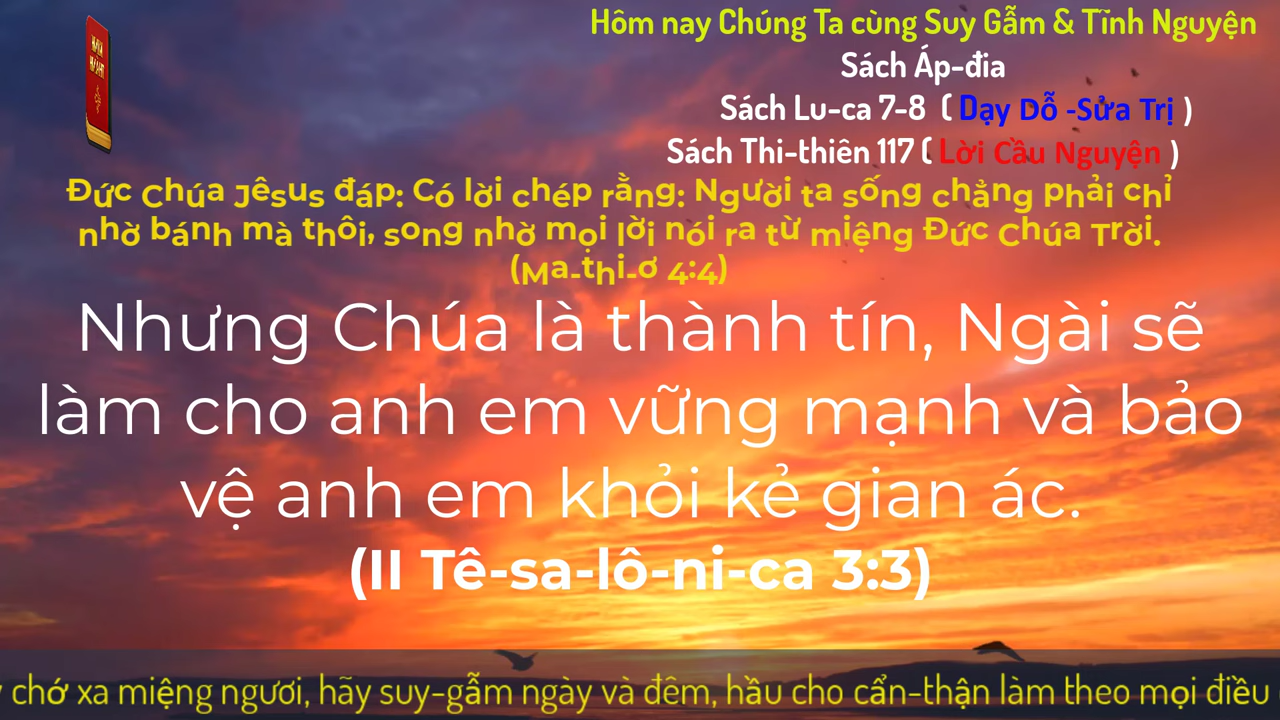 Hôm nay Chúng Ta cùng Suy Gẫm & Tĩnh Nguyện
Sách Áp-đia
Sách Lu-ca 7-8 ( Dạy Dỗ -Sửa Trị )
Sách Thi-thiên 117 ( Lời Cầu Nguyện )
Đức Chúa Jêsus đáp: Có lời chép rằng: Người ta sống chẳng phải chỉ
nhờ bánh mà thôi, song nhờ mọi lời nói ra từ miệng Đức Chúa Trời.
(Ma-thi-ơ 4:4)
Nhưng Chúa là thành tín, Ngài sẽ
làm cho anh em vững mạnh và bảo
vệ anh em khỏi kẻ gian ác.
(II Tê-sa-lô-ni-ca 3:3)
chớ xa miệng ngươi, hãy suy-gẫm ngày và đêm, hầu cho cẩn-thận làm theo mọi điều